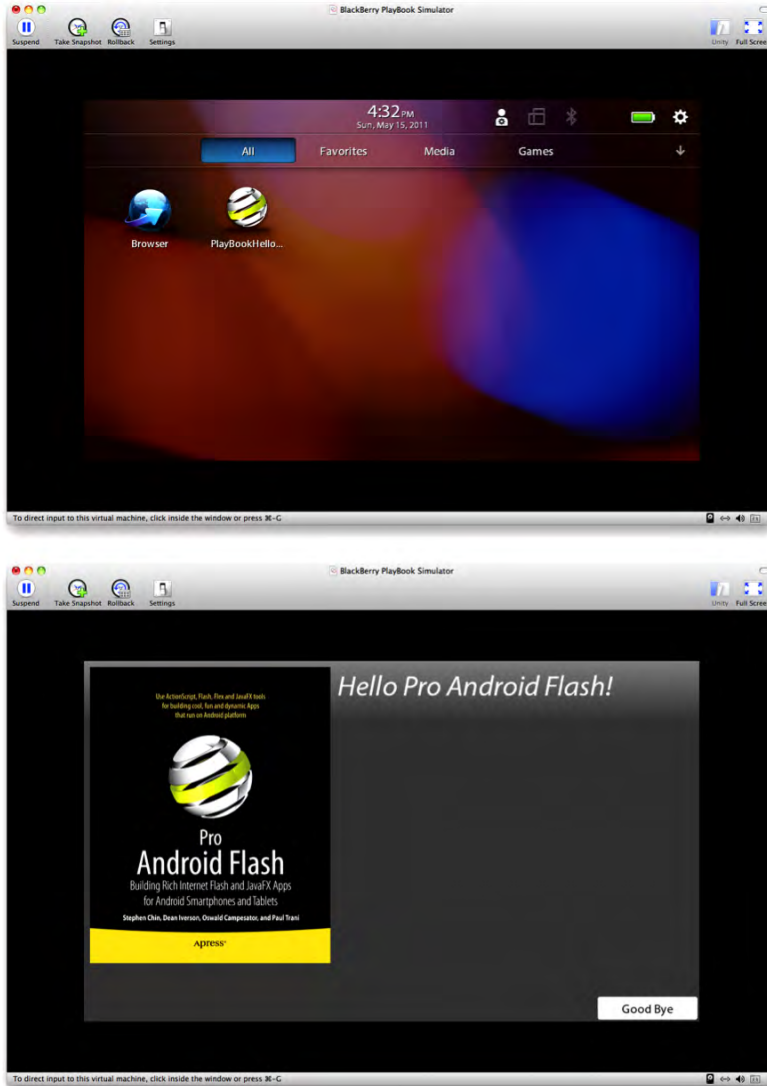 BlackBerry PlayBook Simulator
Suspend Take Snapshot Rollback Settings Unity Full Scree
4:32 PM
Sun, May 15, 2011
All Favorites Media Games
Browser PlayBookHello...
To direct input to this virtual machine, click inside the window or press ⌘-G
BlackBerry PlayBook Simulator
Suspend Take Snapshot Rollback Settings Unity Full Scree
Hello Pro Android Flash!
Use ActionScript, Flash, Flex and JavaFX tools
for building cool, fun and dynamic Apps
that run on Android platform
Pro
Android Flash
Building Rich Internet Flash and JavaFX Apps
for Android Smartphones and Tablets
Stephen Chin, Dean Iverson, Oswald Campesator, and Paul Trani
Apress®
Good Bye
To direct input to this virtual machine, click inside the window or press ⌘-G